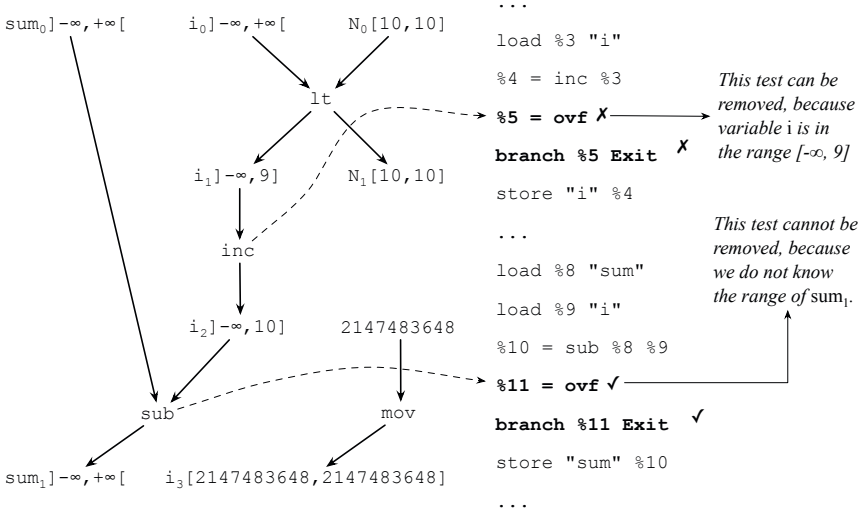 sum₀]-∞,+∞[
i₀]-∞,+∞[
N₀[10,10]
lt
i₁]-∞,9]
N₁[10,10]
inc
i₂]-∞,10]
2147483648
sub
mov
sum₁]-∞,+∞[
i₃[2147483648,2147483648]
...
load %3 "i"
%4 = inc %3
%5 = ovf ✗
branch %5 Exit ✗
store "i" %4
...
load %8 "sum"
load %9 "i"
%10 = sub %8 %9
%11 = ovf ✓
branch %11 Exit ✓
store "sum" %10
...
This test can be
removed, because
variable i is in
the range [-∞, 9]
This test cannot be
removed, because
we do not know
the range of sum₁.